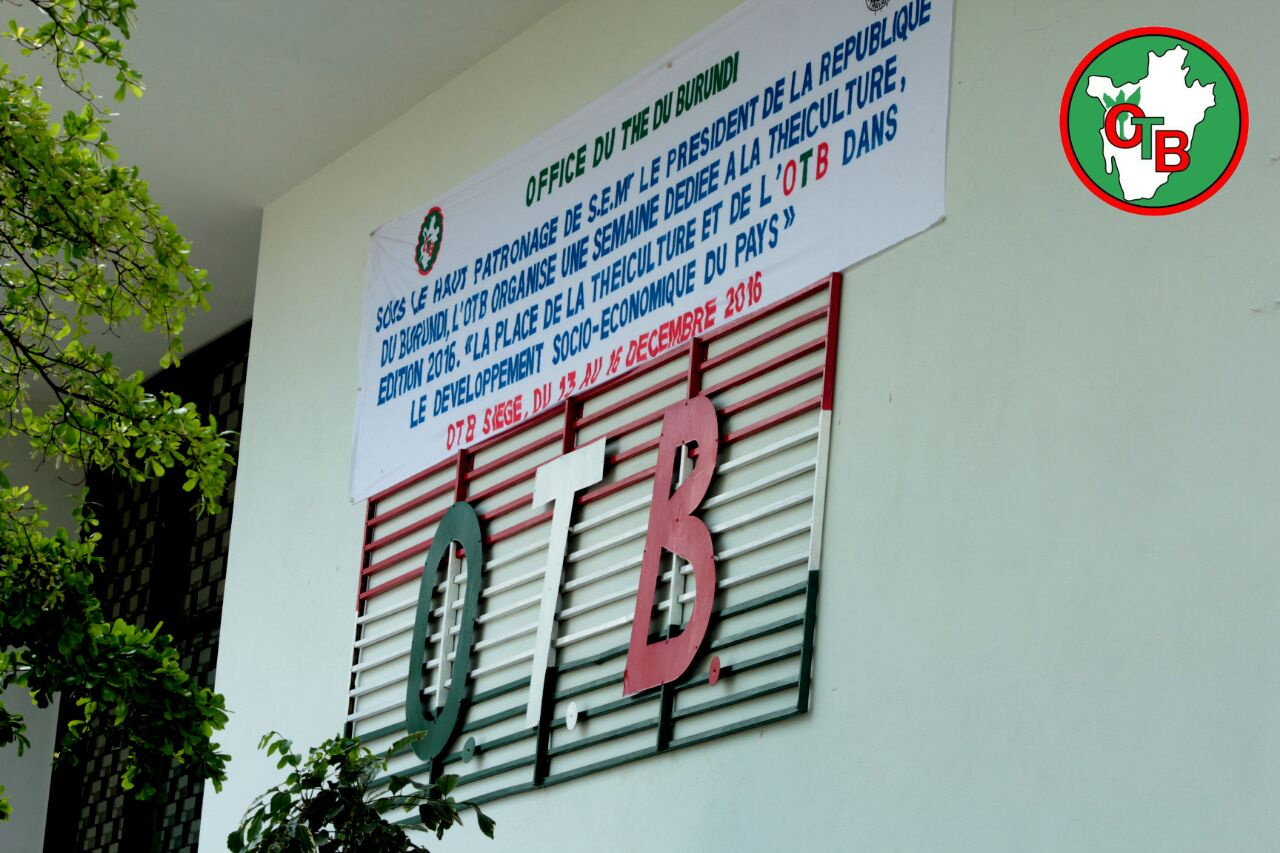 OFFICE DU THE DU BURUNDI
SOUS LE HAUT PATRONAGE DE S.E.Mr LE PRESIDENT DE LA REPUBLIQUE
DU BURUNDI, L'OTB ORGANISE UNE SEMAINE DEDIEE A LA THEICULTURE,
EDITION 2016. «LA PLACE DE LA THEICULTURE ET DE L'OTB DANS
LE DEVELOPPEMENT SOCIO-ECONOMIQUE DU PAYS»
OTB SIEGE, DU 13 AU 16 DECEMBRE 2016
OTB
O.T.B.
OTB